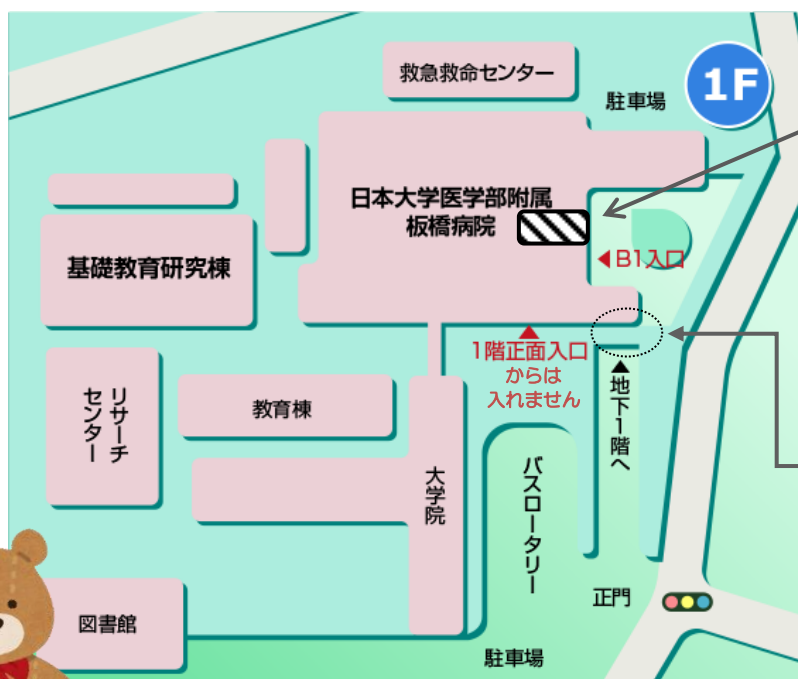 救急救命センター
1F
駐車場
日本大学医学部附属
板橋病院
B1入口
基礎教育研究棟
1階正面入口
からは
入れません
地下1階へ
リサーチ
センター
教育棟
大学院
バスロータリー
正門
図書館
駐車場